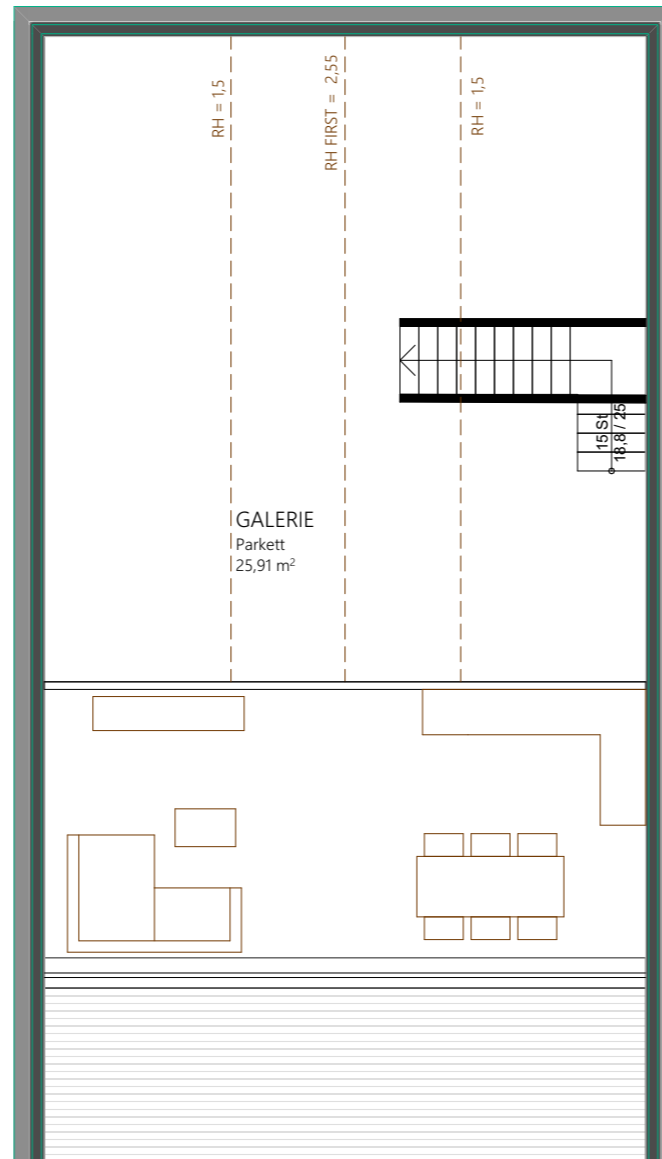 RH = 1,5
RH FIRST = 2,55
RH = 1,5
15 St
18,8 / 25
GALERIE
Parkett
25,91 m²